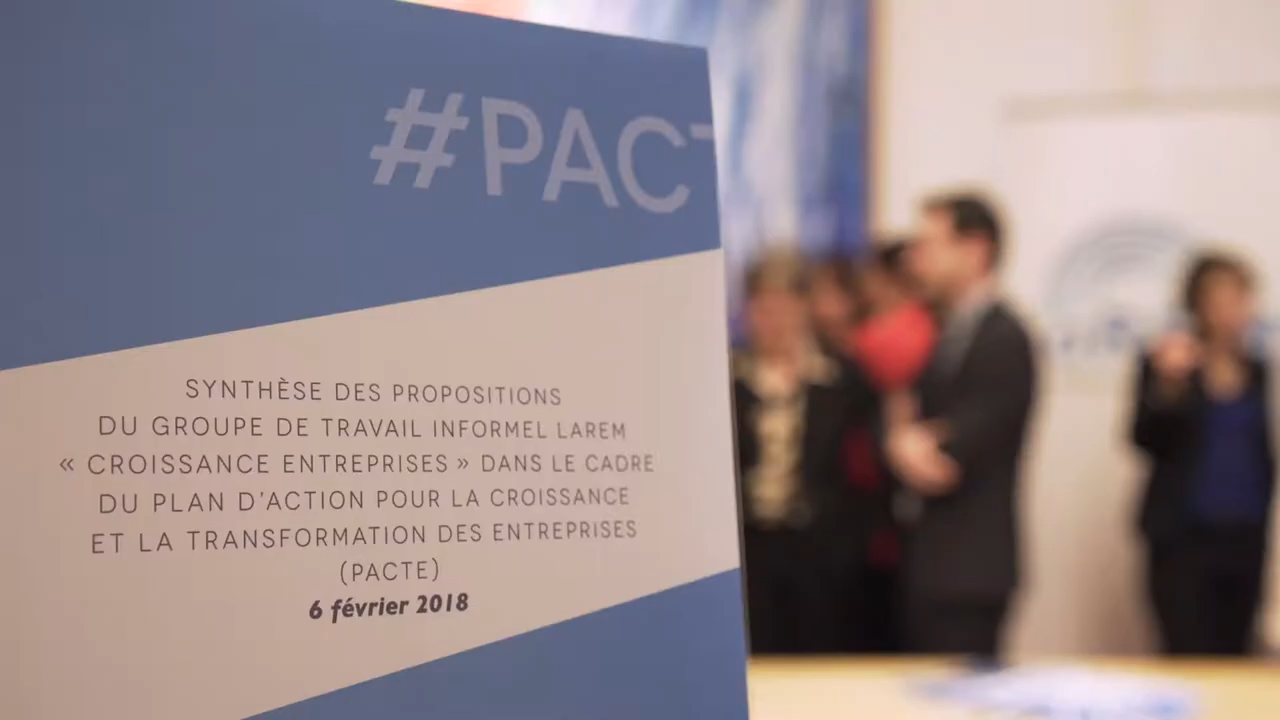 #PACT
SYNTHÈSE DES PROPOSITIONS
DU GROUPE DE TRAVAIL INFORMEL LAREM
« CROISSANCE ENTREPRISES » DANS LE CADRE
DU PLAN D'ACTION POUR LA CROISSANCE
ET LA TRANSFORMATION DES ENTREPRISES
(PACTE)
6 février 2018